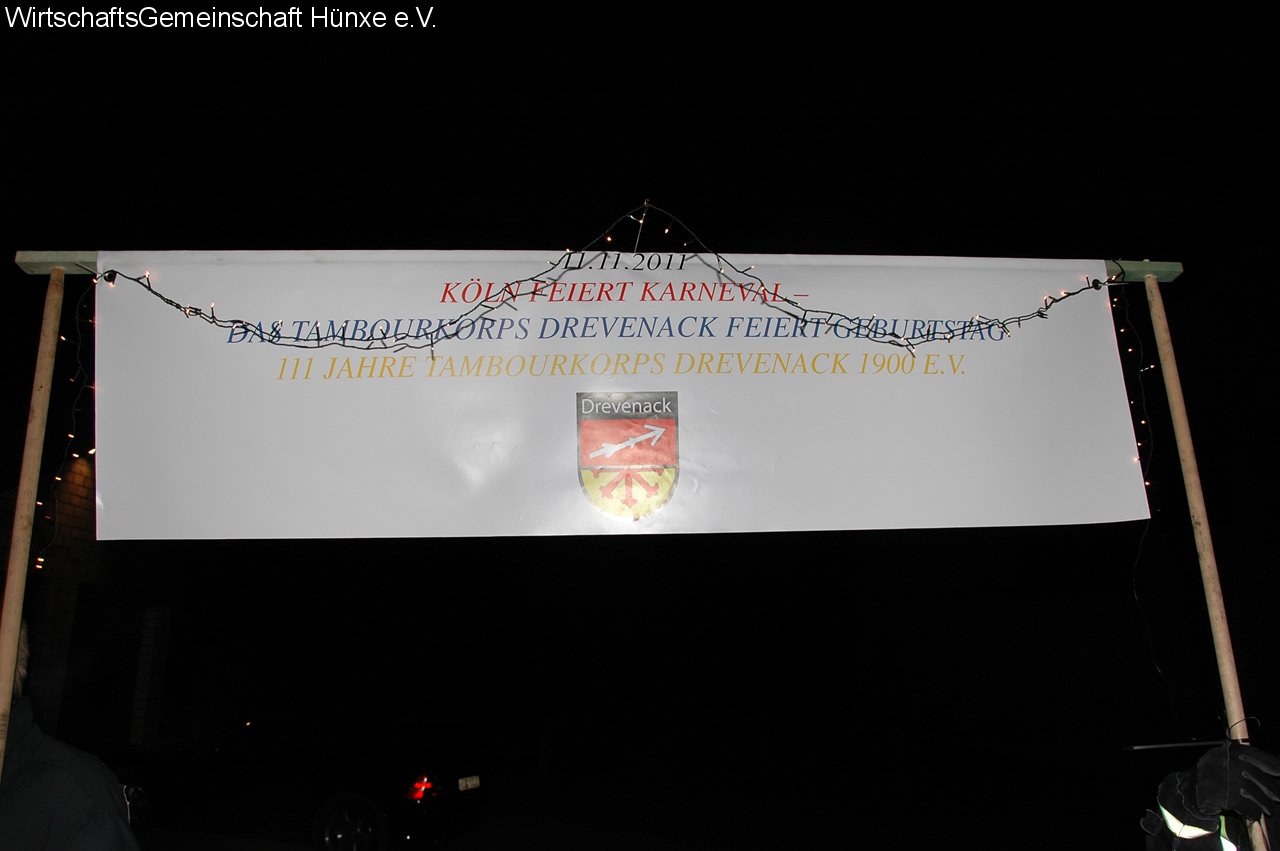 WirtschaftsGemeinschaft Hünxe e.V.
11.11.2011
KÖLN FEIERT KARNEVAL –
DAS TAMBOURKORPS DREVENACK FEIERT GEBURTSTAG
111 JAHRE TAMBOURKORPS DREVENACK 1900 E.V.
Drevenack